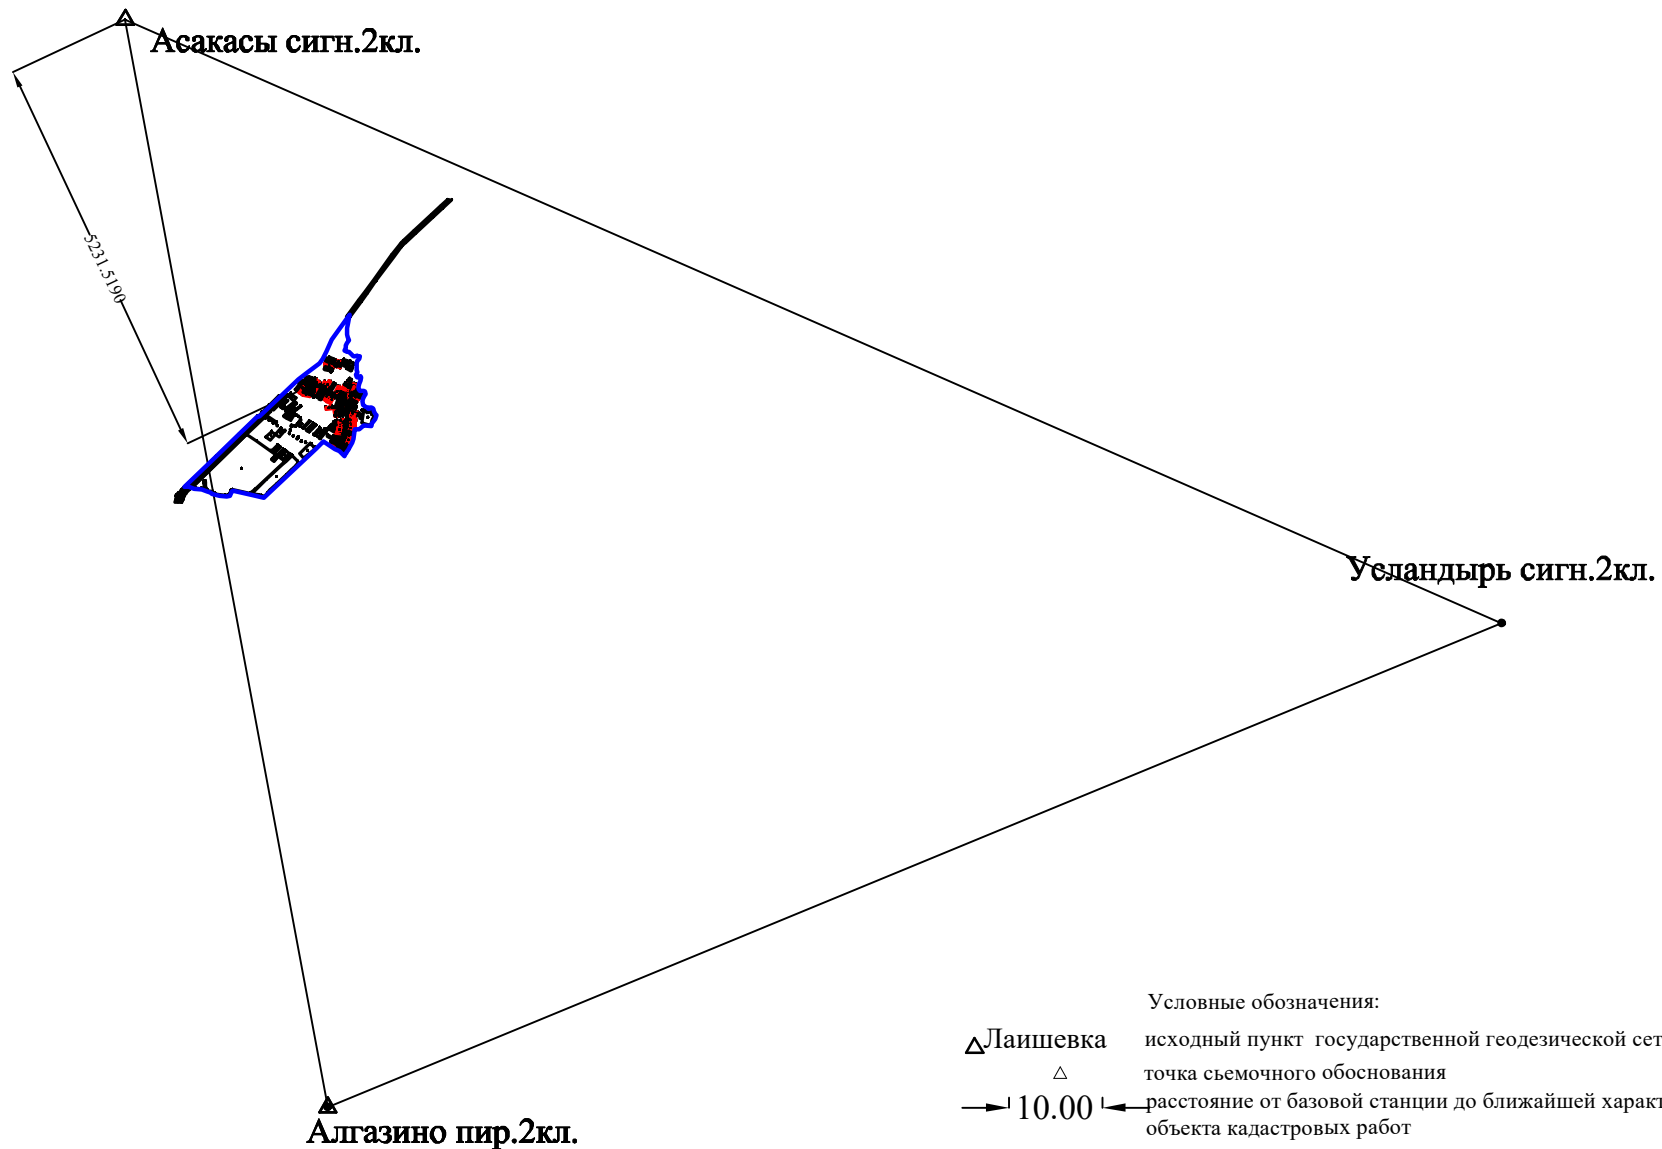 Асакасы сигн.2кл.
5231.5190
Усландырь сигн.2кл.
Алгазино пир.2кл.
Условные обозначения:
Лаишевка исходный пункт государственной геодезической сет
точка сьемочного обоснования
10.00 расстояние от базовой станции до ближайшей характ
объекта кадастровых работ